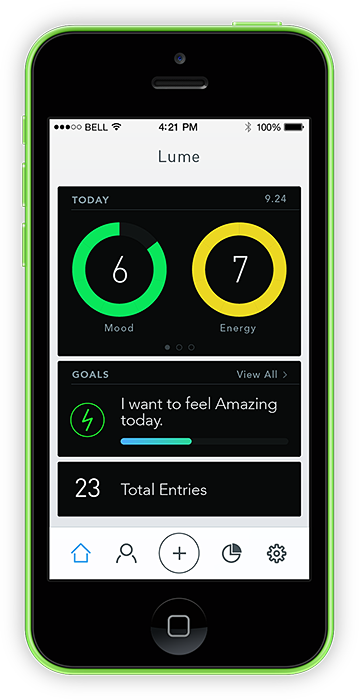 BELL 4:21 PM 100%
Lume
TODAY 9.24
6 7
Mood Energy
GOALS View All >
I want to feel Amazing
today.
23 Total Entries